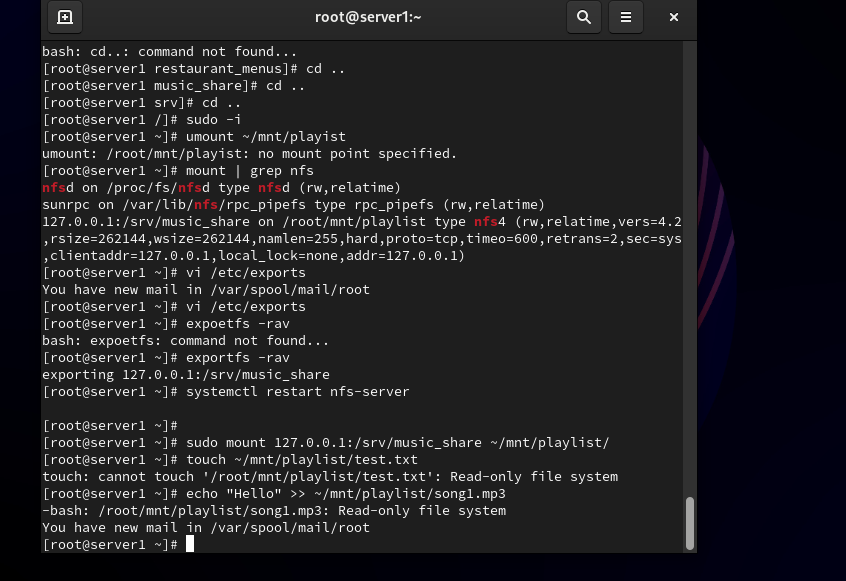 root@server1:~
bash: cd..: command not found...
[root@server1 restaurant_menus]# cd ..
[root@server1 music_share]# cd ..
[root@server1 srv]# cd ..
[root@server1 /]# sudo -i
[root@server1 ~]# umount ~/mnt/playist
umount: /root/mnt/playist: no mount point specified.
[root@server1 ~]# mount | grep nfs
nfsd on /proc/fs/nfsd type nfsd (rw,relatime)
sunrpc on /var/lib/nfs/rpc_pipefs type rpc_pipefs (rw,relatime)
127.0.0.1:/srv/music_share on /root/mnt/playlist type nfs4 (rw,relatime,vers=4.2
,rsize=262144,wsize=262144,namlen=255,hard,proto=tcp,timeo=600,retrans=2,sec=sys
,clientaddr=127.0.0.1,local_lock=none,addr=127.0.0.1)
[root@server1 ~]# vi /etc/exports
You have new mail in /var/spool/mail/root
[root@server1 ~]# vi /etc/exports
[root@server1 ~]# expoetfs -rav
bash: expoetfs: command not found...
[root@server1 ~]# exportfs -rav
exporting 127.0.0.1:/srv/music_share
[root@server1 ~]# systemctl restart nfs-server
[root@server1 ~]#
[root@server1 ~]# sudo mount 127.0.0.1:/srv/music_share ~/mnt/playlist/
[root@server1 ~]# touch ~/mnt/playlist/test.txt
touch: cannot touch '/root/mnt/playlist/test.txt': Read-only file system
[root@server1 ~]# echo "Hello" >> ~/mnt/playlist/song1.mp3
-bash: /root/mnt/playlist/song1.mp3: Read-only file system
You have new mail in /var/spool/mail/root
[root@server1 ~]#